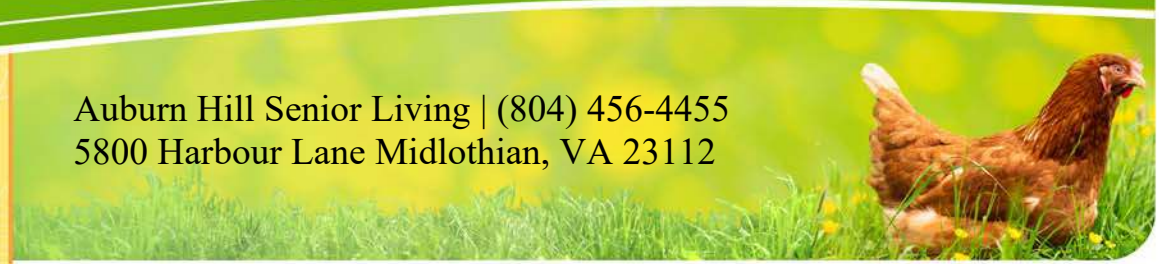 Auburn Hill Senior Living | (804) 456-4455
5800 Harbour Lane Midlothian, VA 23112